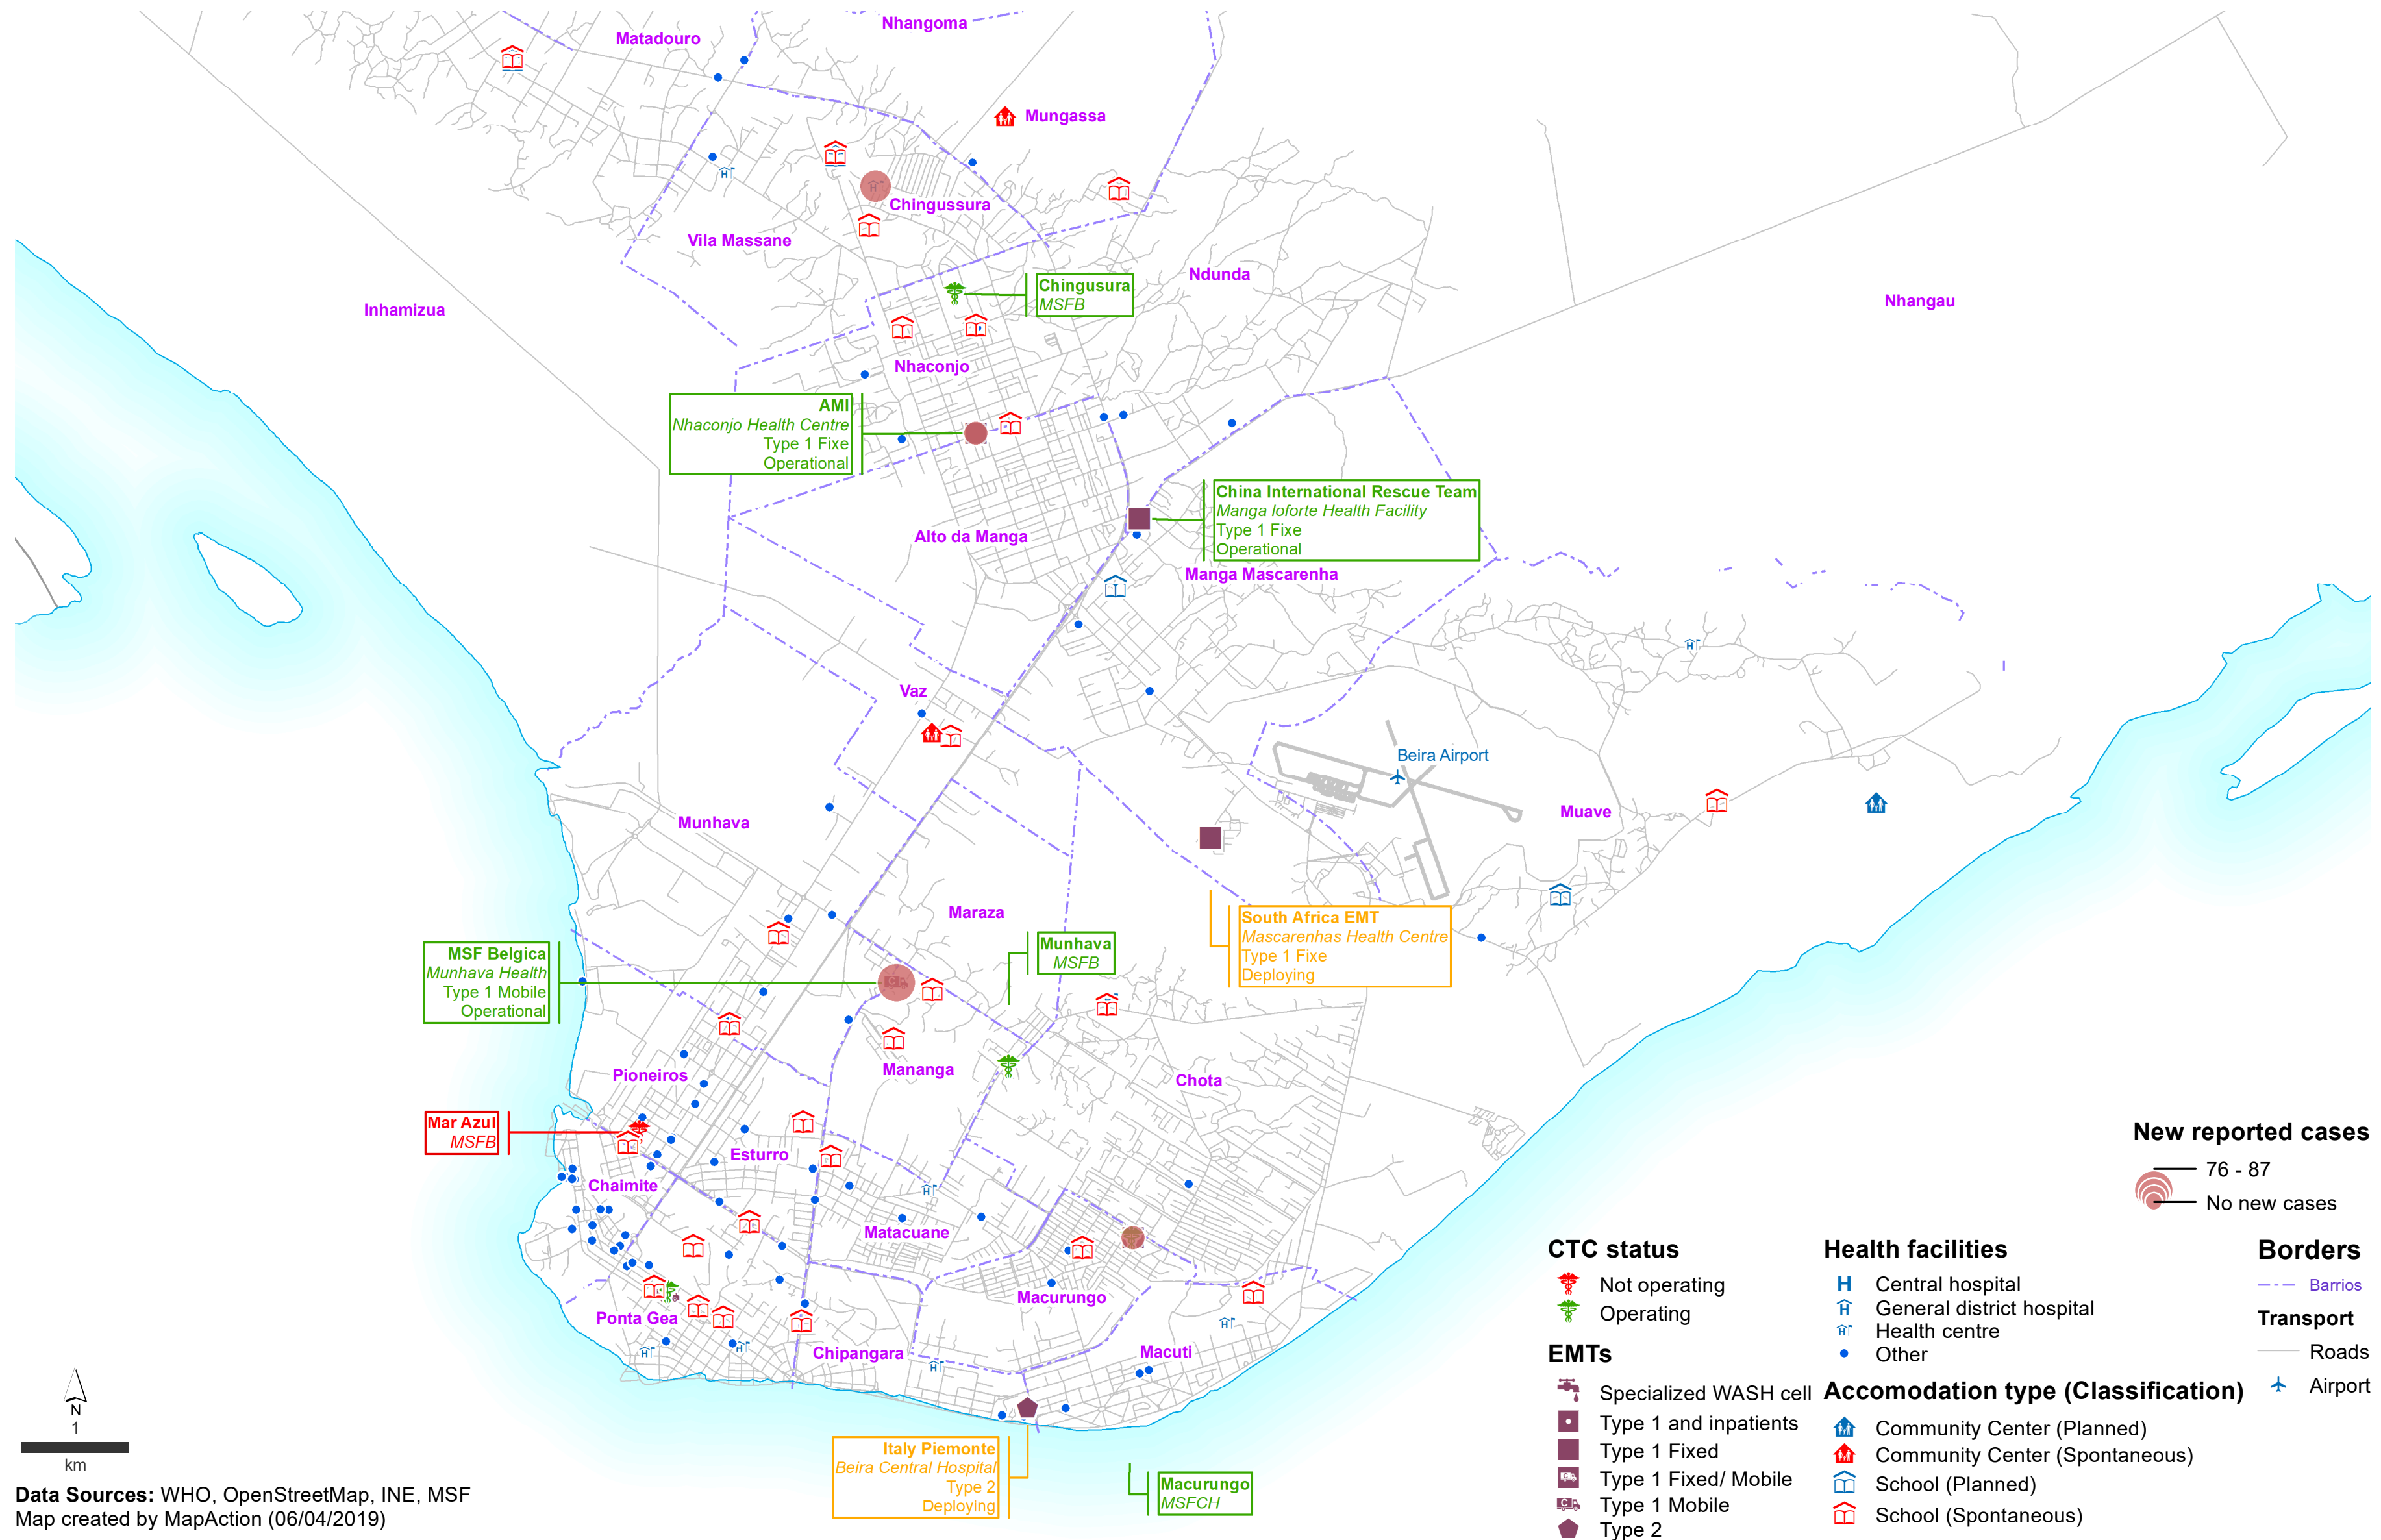 Nhangoma
Matadouro
Mungassa
Chingussura
Vila Massane
Ndunda
Chingusura
MSFB
Nhangau
Inhamizua
Nhaconjo
AMI
Nhaconjo Health Centre
Type 1 Fixe
Operational
China International Rescue Team
Manga loforte Health Facility
Type 1 Fixe
Operational
Alto da Manga
Manga Mascarenha
Vaz
Beira Airport
Muave
Munhava
Maraza
South Africa EMT
Mascarenhas Health Centre
Type 1 Fixe
Deploying
Munhava
MSFB
MSF Belgica
Munhava Health
Type 1 Mobile
Operational
Mananga
Pioneiros
Chota
Mar Azul
MSFB
Esturro
Chaimite
Matacuane
Macurungo
Ponta Gea
Chipangara
Macuti
Italy Piemonte
Beira Central Hospital
Type 2
Deploying
Macurungo
MSFCH
New reported cases
76 - 87
No new cases
CTC status
Not operating
Operating
EMTs
Specialized WASH cell
Type 1 and inpatients
Type 1 Fixed
Type 1 Fixed/ Mobile
Type 1 Mobile
Type 2
Health facilities
H Central hospital
General district hospital
Health centre
Other
Accomodation type (Classification)
Community Center (Planned)
Community Center (Spontaneous)
School (Planned)
School (Spontaneous)
Borders
Barrios
Transport
Roads
Airport
N
1
km
Data Sources: WHO, OpenStreetMap, INE, MSF
Map created by MapAction (06/04/2019)